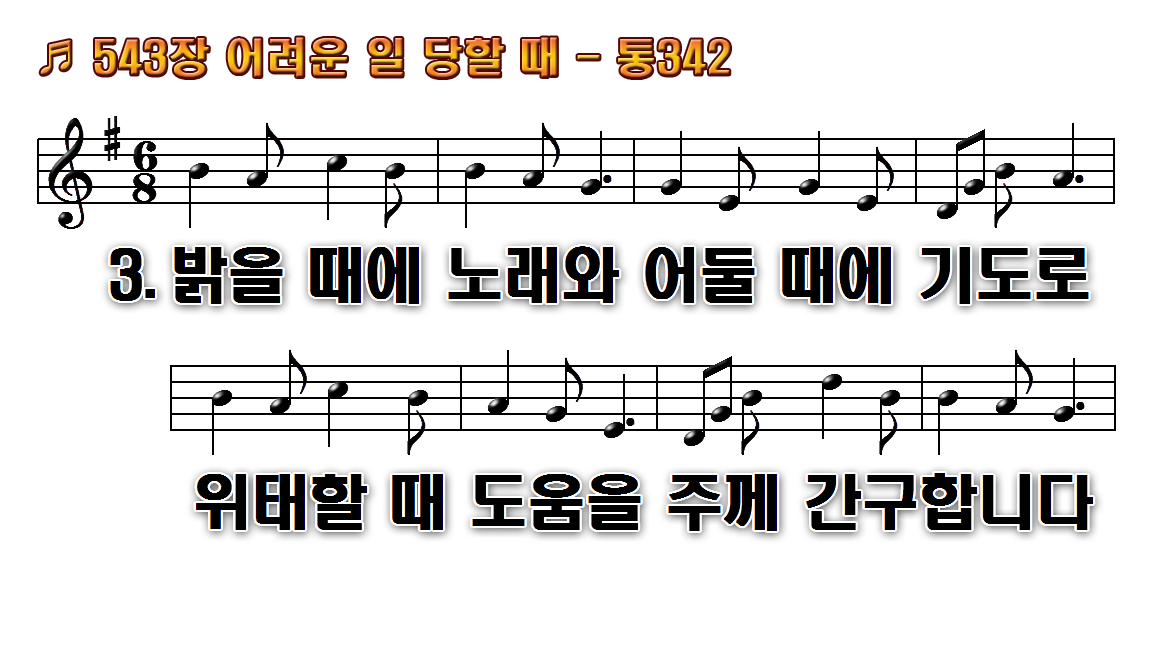 543장 어려운 일 당할 때 - 통342
3. 밝을 때에 노래와 어둘 때에 기도로
위태할 때 도움을 주께 간구합니다